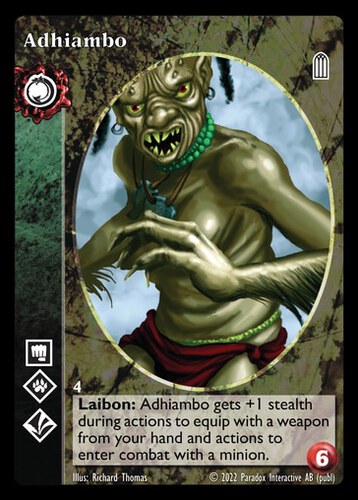 Adhiambo
4
Laibon: Adhiambo gets +1 stealth
during actions to equip with a weapon
from your hand and actions to
enter combat with a minion.
6
Illus: Richard Thomas © 2022 Paradox Interactive AB (publ)